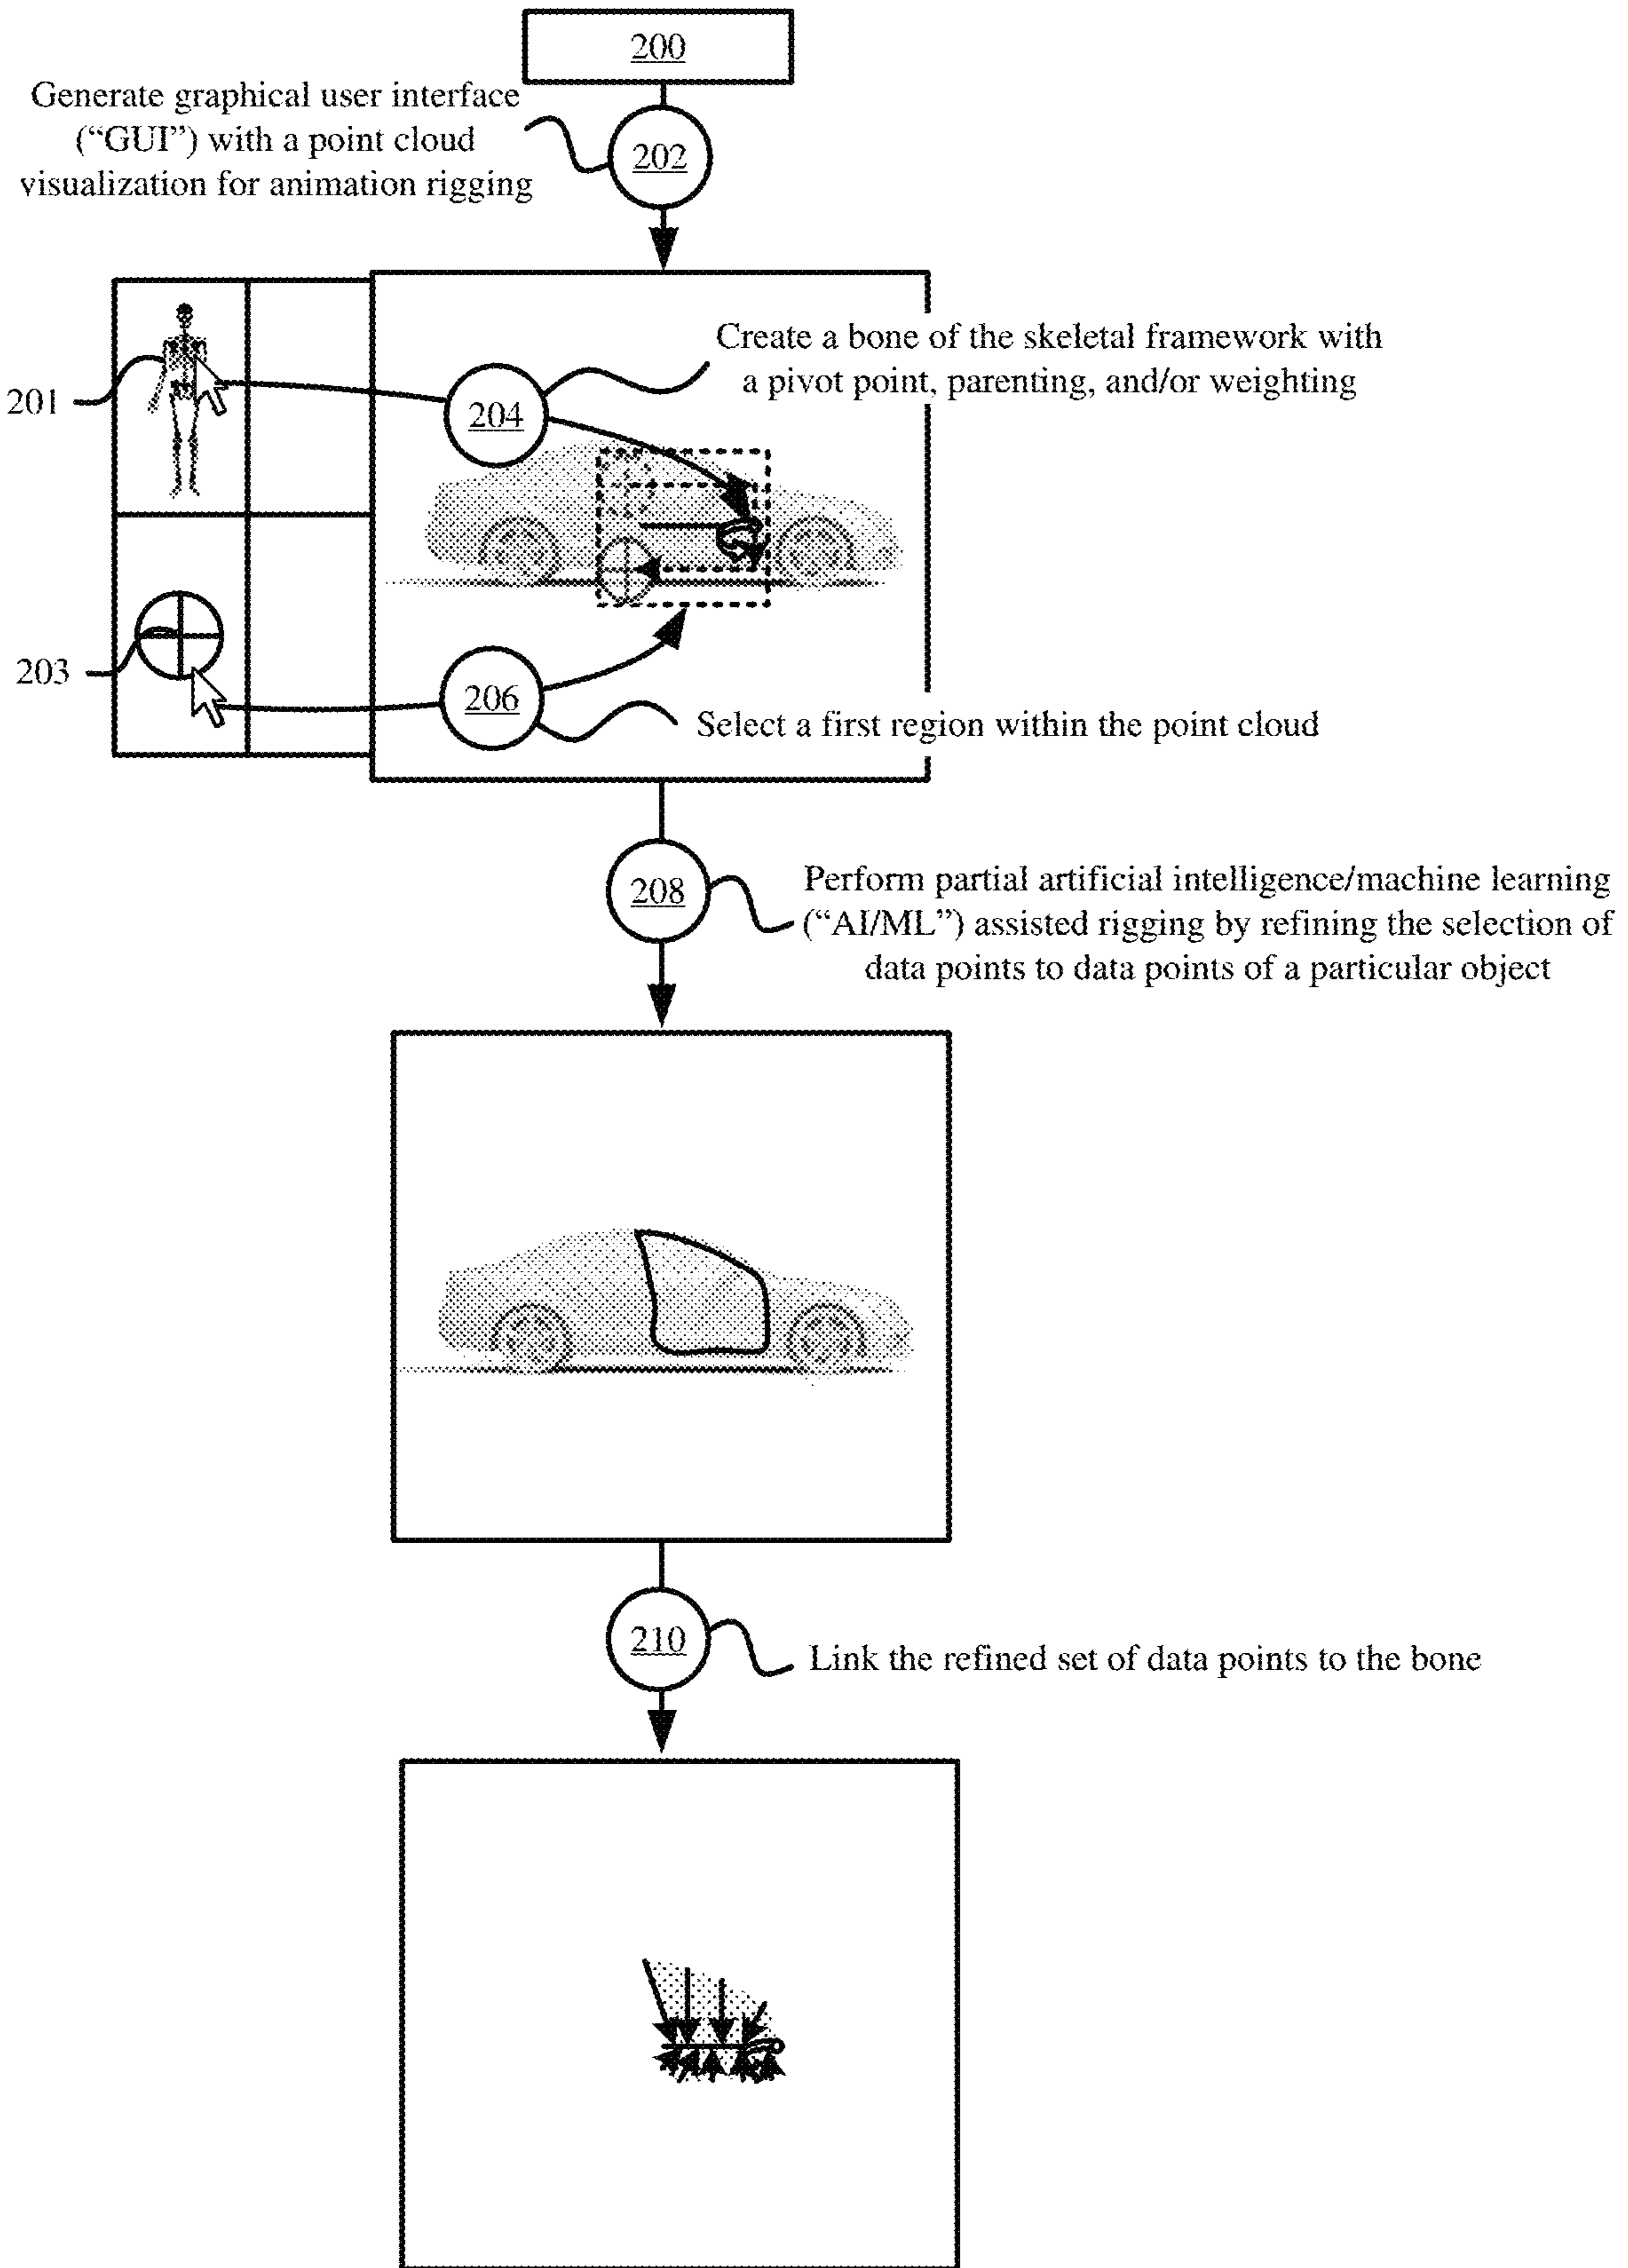 200
Generate graphical user interface
(“GUI”) with a point cloud
visualization for animation rigging
202
Create a bone of the skeletal framework with
a pivot point, parenting, and/or weighting
201
204
203
206
Select a first region within the point cloud
208
Perform partial artificial intelligence/machine learning
(“AI/ML”) assisted rigging by refining the selection of
data points to data points of a particular object
210
Link the refined set of data points to the bone